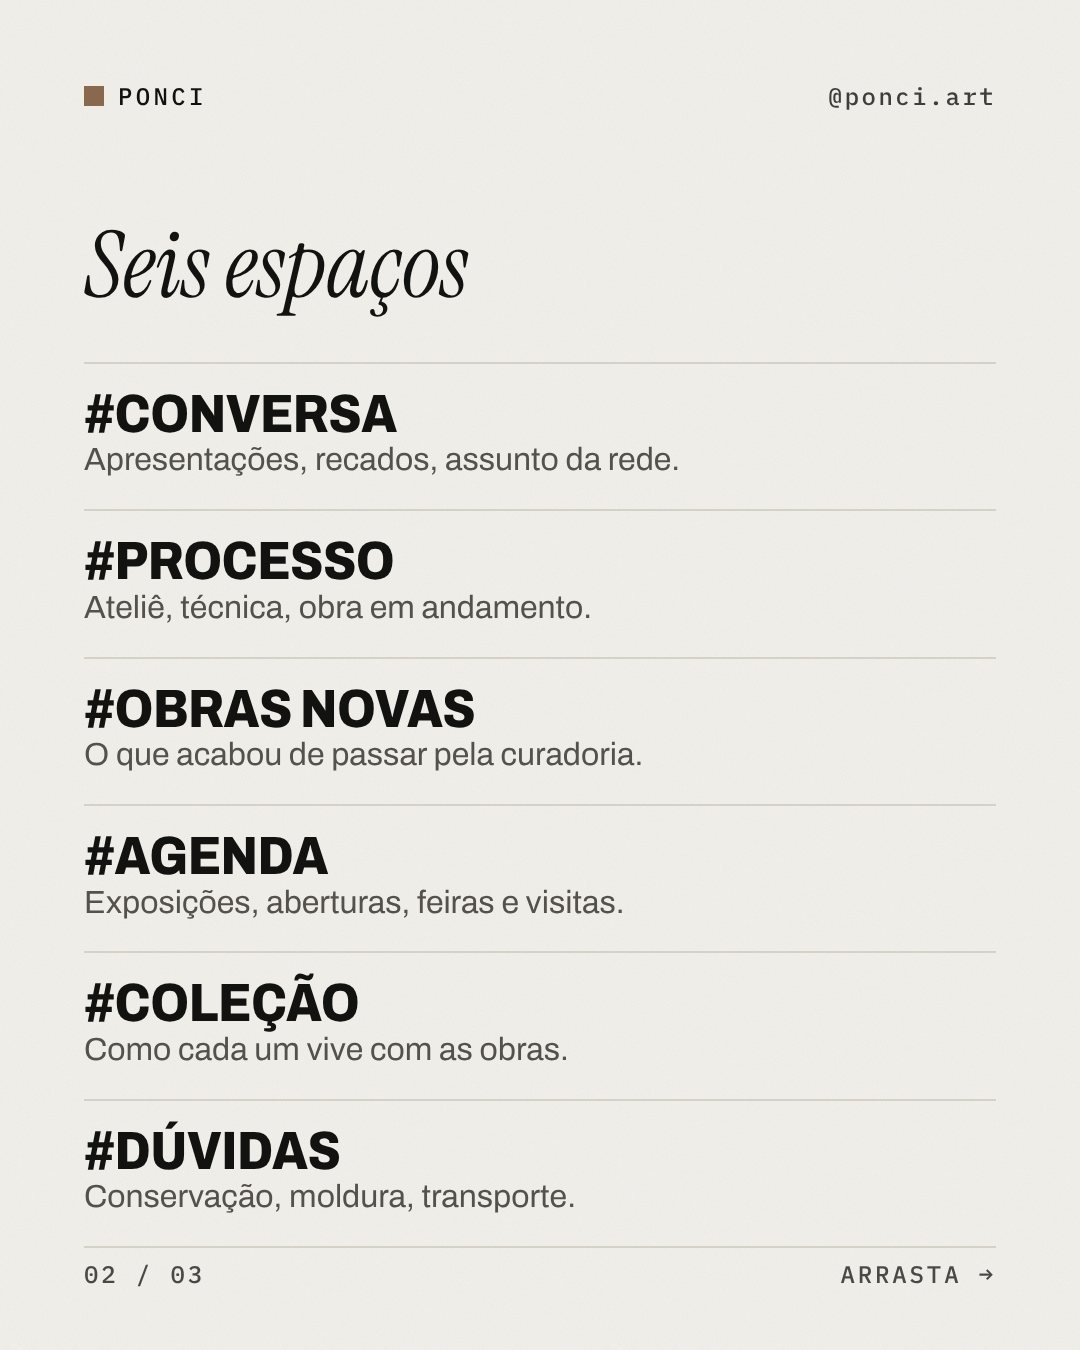 PONCI
@ponci.art
Seis espaços
#CONVERSA
Apresentações, recados, assunto da rede.
#PROCESSO
Ateliê, técnica, obra em andamento.
#OBRAS NOVAS
O que acabou de passar pela curadoria.
#AGENDA
Exposições, aberturas, feiras e visitas.
#COLEÇÃO
Como cada um vive com as obras.
#DÚVIDAS
Conservação, moldura, transporte.
02 / 03
ARRASTA →